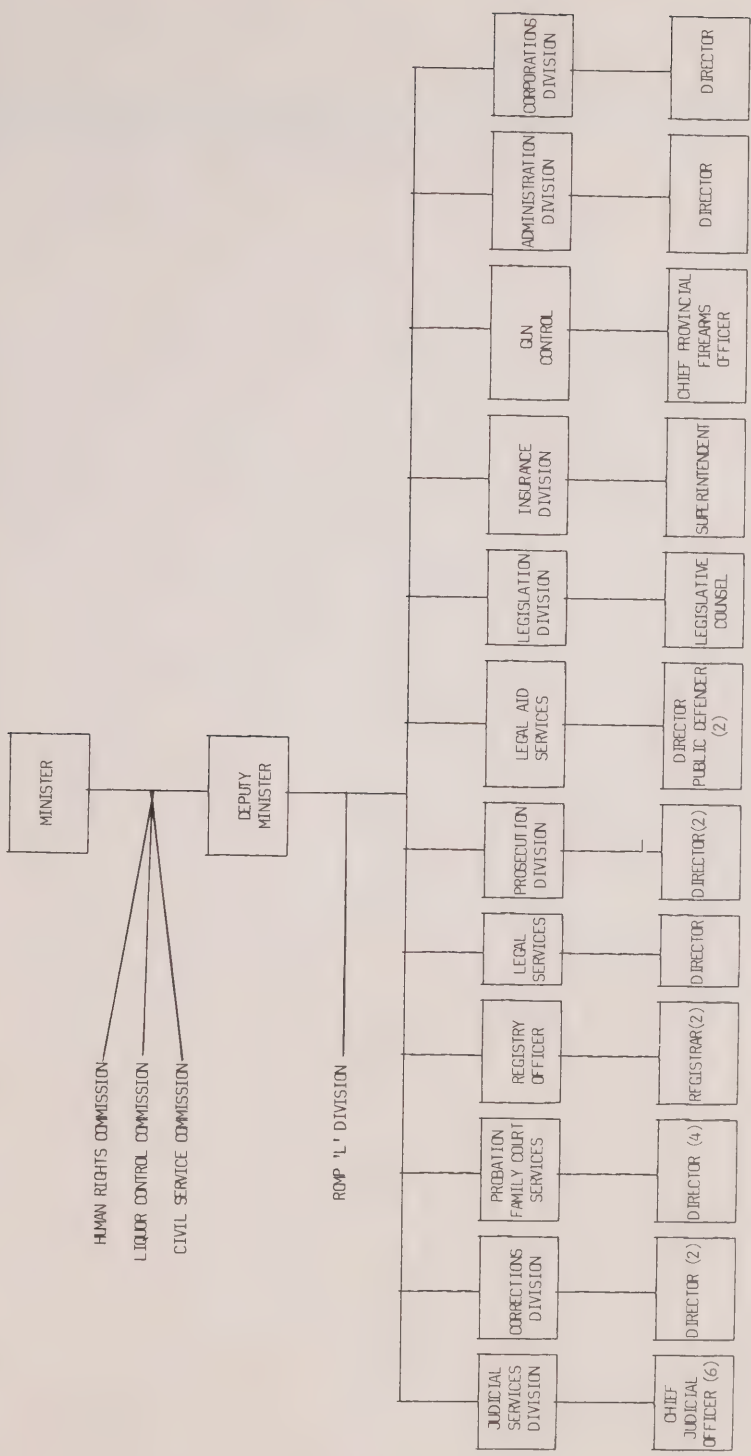 MINISTER
HUMAN RIGHTS COMMISSION
LIQUOR CONTROL COMMISSION
CIVIL SERVICE COMMISSION
DEPUTY
MINISTER
RCMP 'L' DIVISION
JUDICIAL
SERVICES
DIVISION
CORRECTIONS
DIVISION
PROBATION
FAMILY COURT
SERVICES
REGISTRY
OFFICER
LEGAL
SERVICES
PROSECUTION
DIVISION
LEGAL AID
SERVICES
LEGISLATION
DIVISION
INSURANCE
DIVISION
GUN
CONTROL
ADMINISTRATION
DIVISION
CORPORATIONS
DIVISION
CHIEF
JUDICIAL
OFFICER (6)
DIRECTOR (2)
DIRECTOR (4)
REGISTRAR(2)
DIRECTOR
DIRECTOR(2)
DIRECTOR
PUBLIC DEFENDER
(2)
LEGISLATIVE
COUNSEL
SUPERINTENDENT
CHIEF PROVINCIAL
FIREARMS
OFFICER
DIRECTOR
DIRECTOR